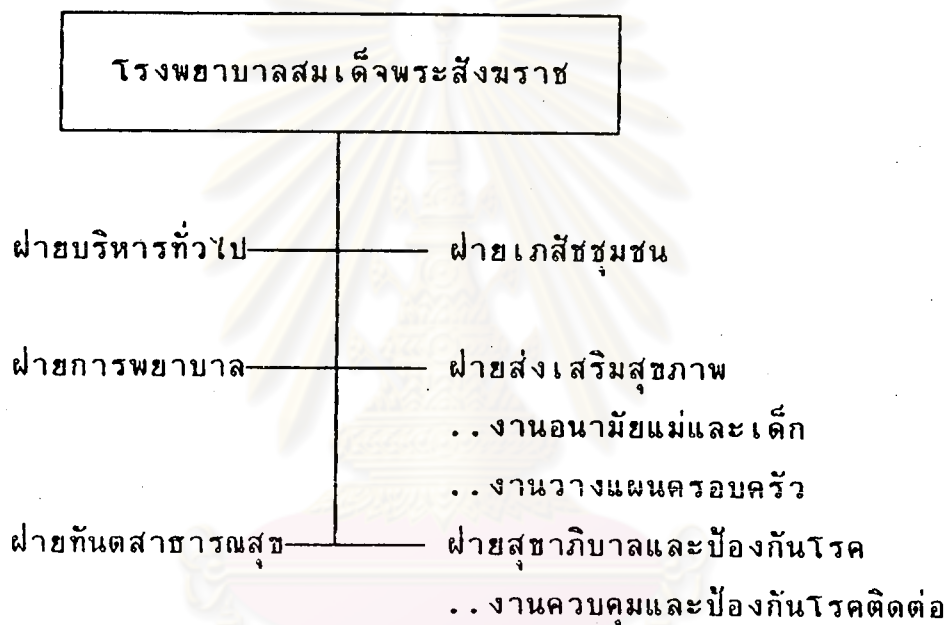 โรงพยาบาลสมเด็จพระสังฆราช
ฝ่ายบริหารทั่วไป ฝ่ายเภสัชชุมชน
ฝ่ายการพยาบาล ฝ่ายส่งเสริมสุขภาพ
..งานอนามัยแม่และเด็ก
..งานวางแผนครอบครัว
ฝ่ายทันตสาธารณสุข ฝ่ายสุขาภิบาลและป้องกันโรค
..งานควบคุมและป้องกันโรคติดต่อ